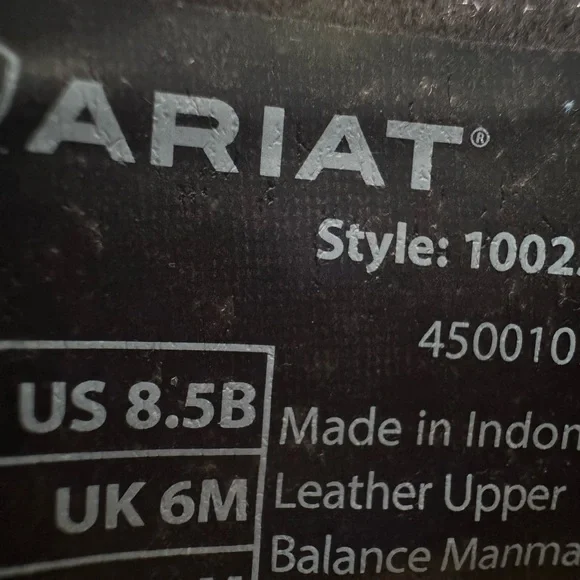 ARIAT®
Style: 1002
450010
US 8.5B
Made in Indon
UK 6M
Leather Upper
Balance Manma